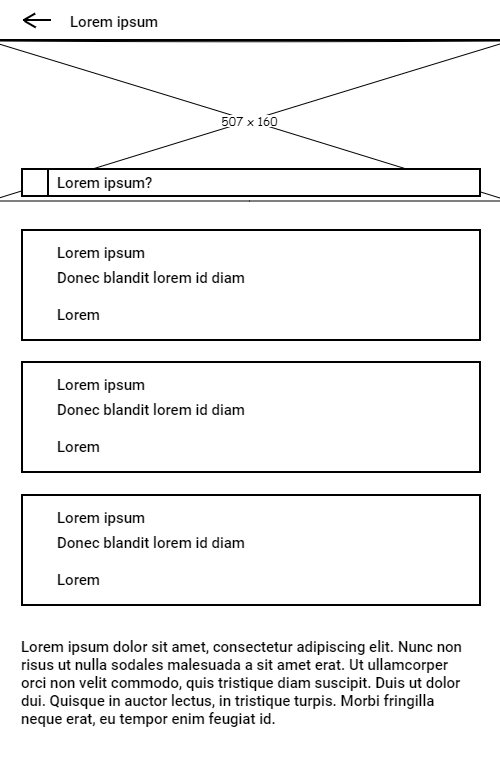 Lorem ipsum
507 x 160
Lorem ipsum?
Lorem ipsum
Donec blandit lorem id diam
Lorem
Lorem ipsum
Donec blandit lorem id diam
Lorem
Lorem ipsum
Donec blandit lorem id diam
Lorem
Lorem ipsum dolor sit amet, consectetur adipiscing elit. Nunc non
risus ut nulla sodales malesuada a sit amet erat. Ut ullamcorper
orci non velit commodo, quis tristique diam suscipit. Duis ut dolor
dui. Quisque in auctor lectus, in tristique turpis. Morbi fringilla
neque erat, eu tempor enim feugiat id.